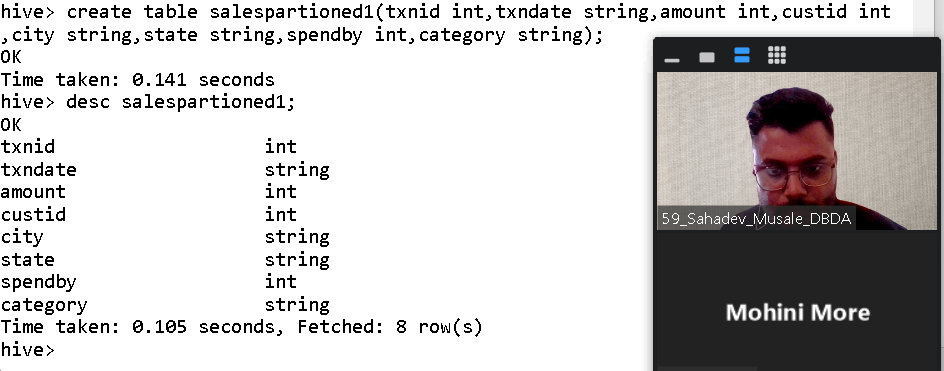 hive> create table salespartioned1(txnid int,txndate string,amount int,custid int
,city string,state string,spendby int,category string);
OK
Time taken: 0.141 seconds
hive> desc salespartioned1;
OK
txnid int
txndate string
amount int
custid int
city string
state string
spendby int
category string
Time taken: 0.105 seconds, Fetched: 8 row(s)
hive>
59_Sahadev_Musale_DBDA
Mohini More